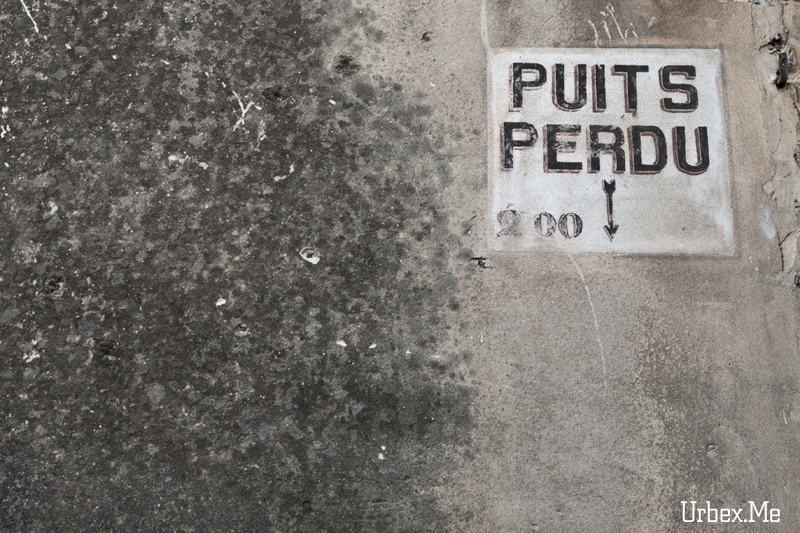 PUITS
PERDU
2 00
Urbex.Me